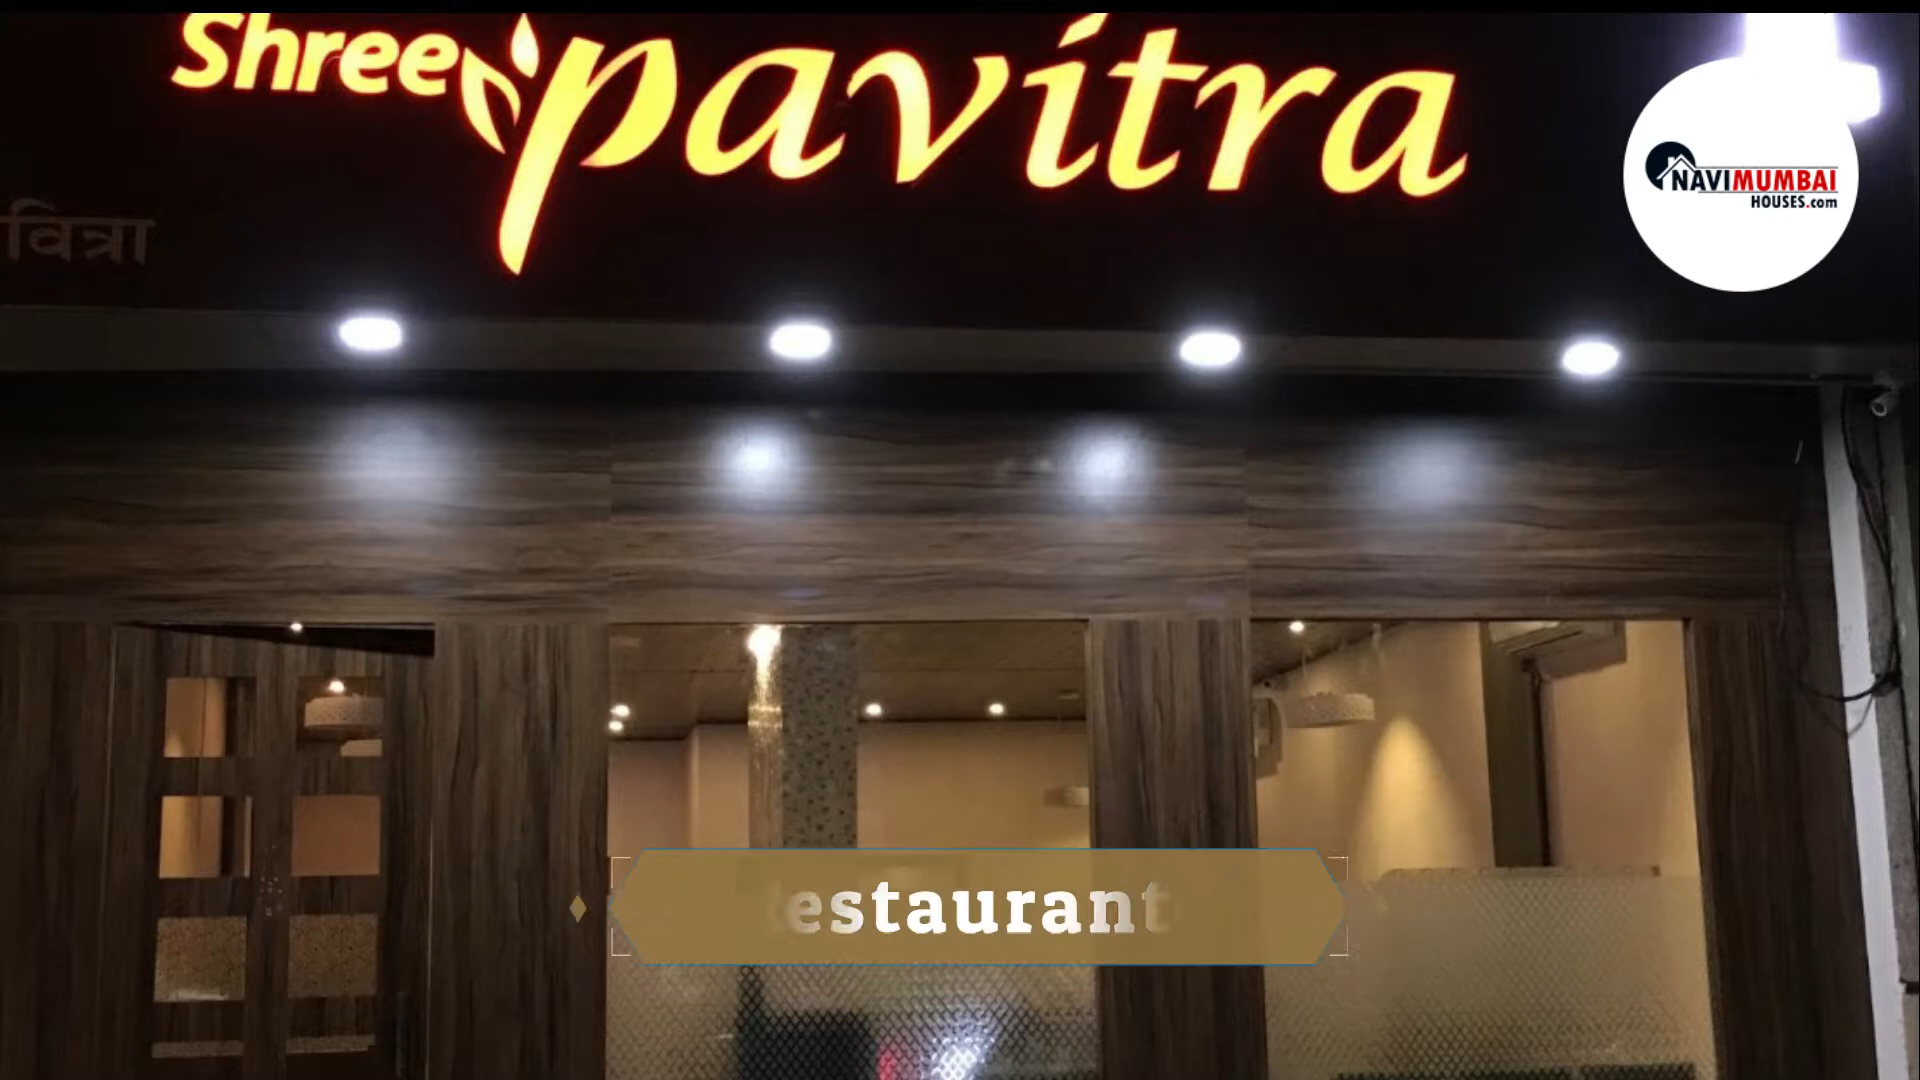 Shree pavitra
वित्रा
NAVIMUMBAI
HOUSES.com
estaurant